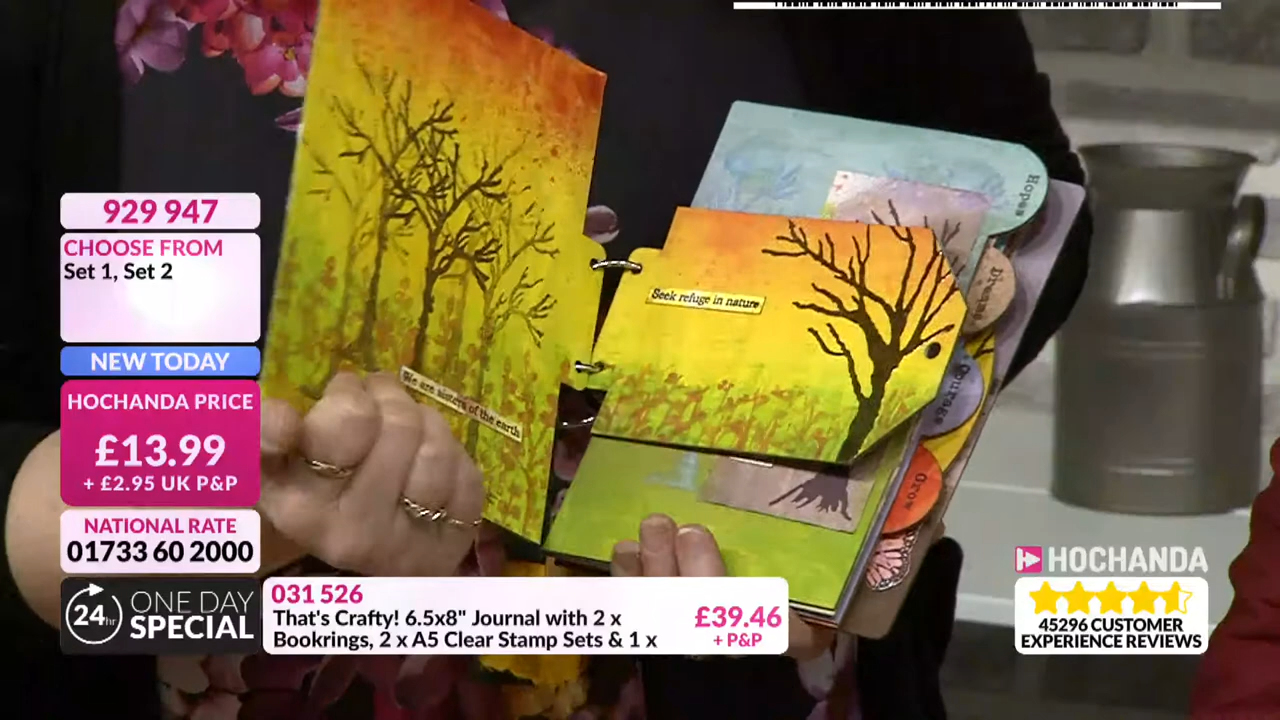 929 947
CHOOSE FROM
Set 1, Set 2
NEW TODAY
HOCHANDA PRICE
£13.99
+ £2.95 UK P&P
NATIONAL RATE
01733 60 2000
24hr
ONE DAY
SPECIAL
031 526
That's Crafty! 6.5x8" Journal with 2 x
Bookrings, 2 x A5 Clear Stamp Sets & 1 x
£39.46
+ P&P
We are sisters of the earth
Seek refuge in nature
Hopes
Dreams
Courage
Grow
HOCHANDA
45296 CUSTOMER
EXPERIENCE REVIEWS